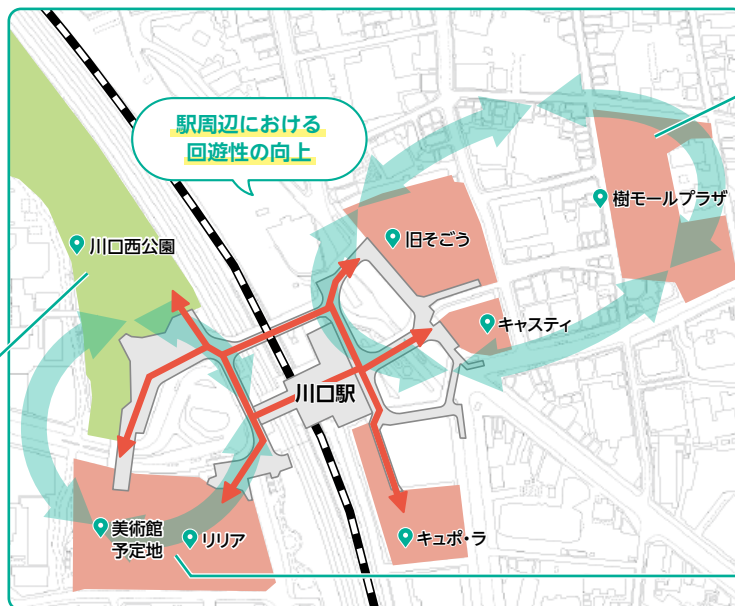 駅周辺における
回遊性の向上
樹モールプラザ
旧そごう
川口西公園
キャスティ
川口駅
美術館
予定地
リリア
キュポ・ラ